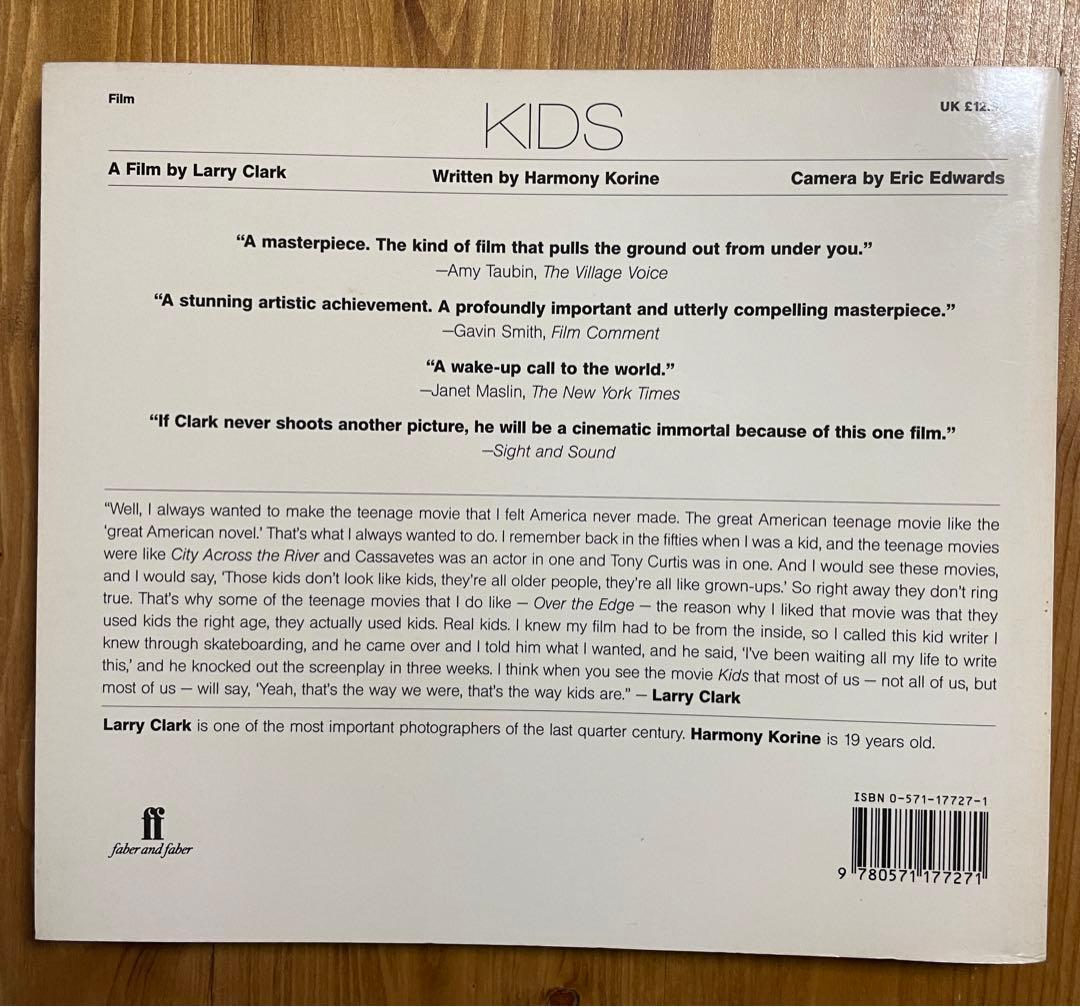 Film
KIDS
UK £12.
A Film by Larry Clark
Written by Harmony Korine
Camera by Eric Edwards
“A masterpiece. The kind of film that pulls the ground out from under you.”
—Amy Taubin, The Village Voice
“A stunning artistic achievement. A profoundly important and utterly compelling masterpiece.”
—Gavin Smith, Film Comment
“A wake-up call to the world.”
—Janet Maslin, The New York Times
“If Clark never shoots another picture, he will be a cinematic immortal because of this one film.”
—Sight and Sound
“Well, I always wanted to make the teenage movie that I felt America never made. The great American teenage movie like the
‘great American novel.’ That’s what I always wanted to do. I remember back in the fifties when I was a kid, and the teenage movies
were like City Across the River and Cassavetes was an actor in one and Tony Curtis was in one. And I would see these movies,
and I would say, ‘Those kids don’t look like kids, they’re all older people, they’re all like grown-ups.’ So right away they don’t ring
true. That’s why some of the teenage movies that I do like — Over the Edge — the reason why I liked that movie was that they
used kids the right age, they actually used kids. Real kids. I knew my film had to be from the inside, so I called this kid writer I
knew through skateboarding, and he came over and I told him what I wanted, and he said, ‘I’ve been waiting all my life to write
this,’ and he knocked out the screenplay in three weeks. I think when you see the movie Kids that most of us — not all of us, but
most of us — will say, ‘Yeah, that’s the way we were, that’s the way kids are.” — Larry Clark
Larry Clark is one of the most important photographers of the last quarter century. Harmony Korine is 19 years old.
ff
faber and faber
ISBN 0-571-17727-1
9 780571 177271